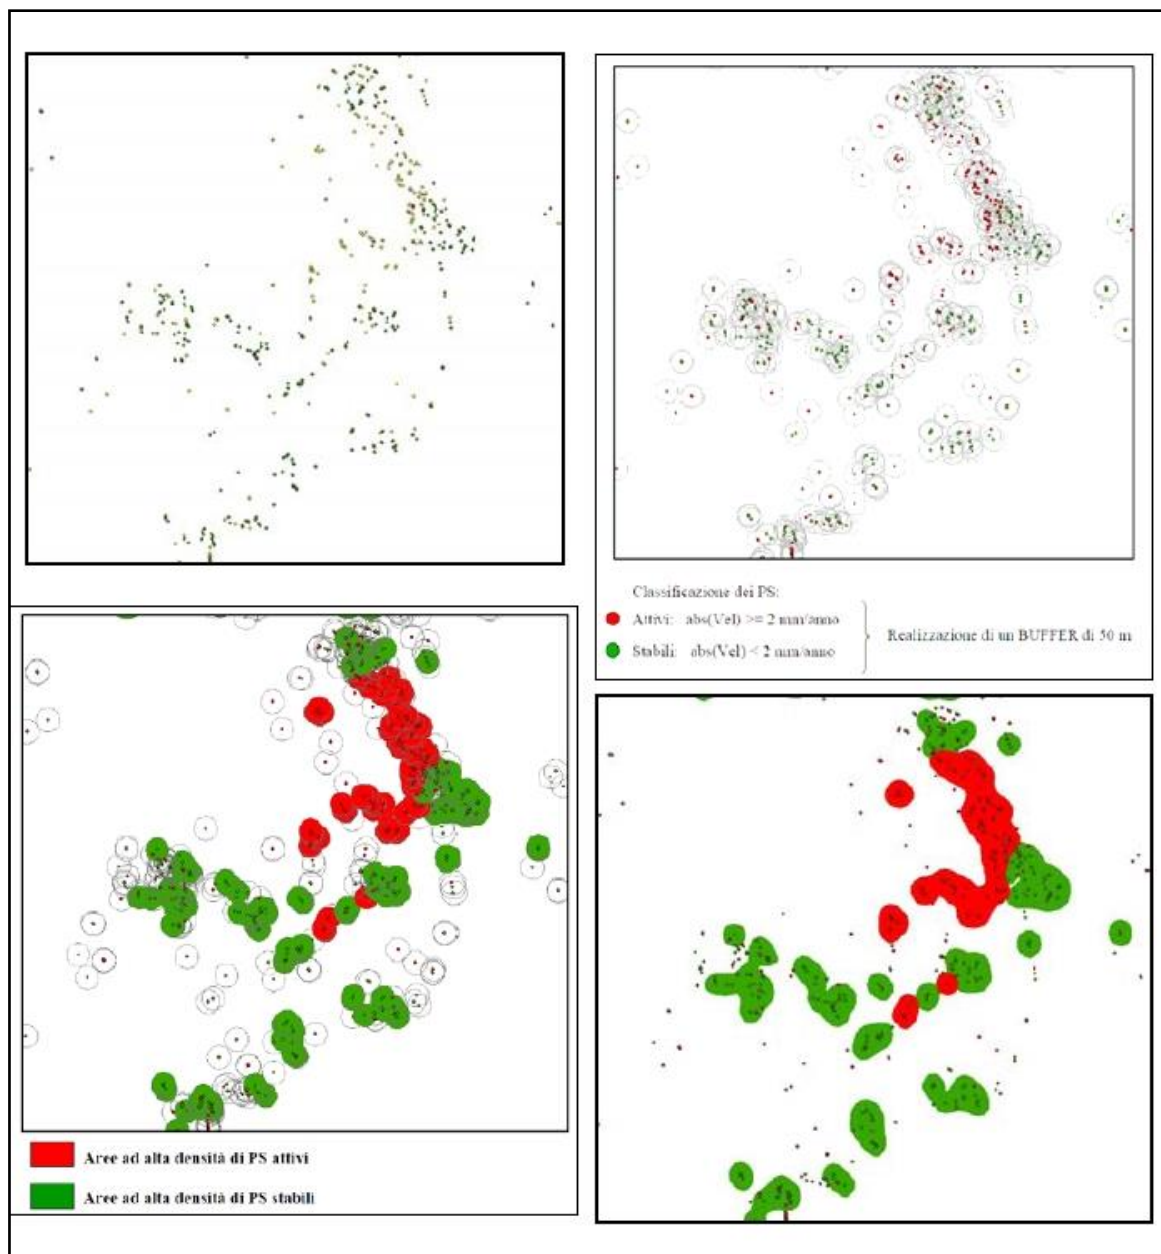 Classificazione dei PS:
Attivi: abs(Vel) >= 2 mm/anno
Stabili: abs(Vel) < 2 mm/anno
Realizzazione di un BUFFER di 50 m
Aree ad alta densità di PS attivi
Aree ad alta densità di PS stabili